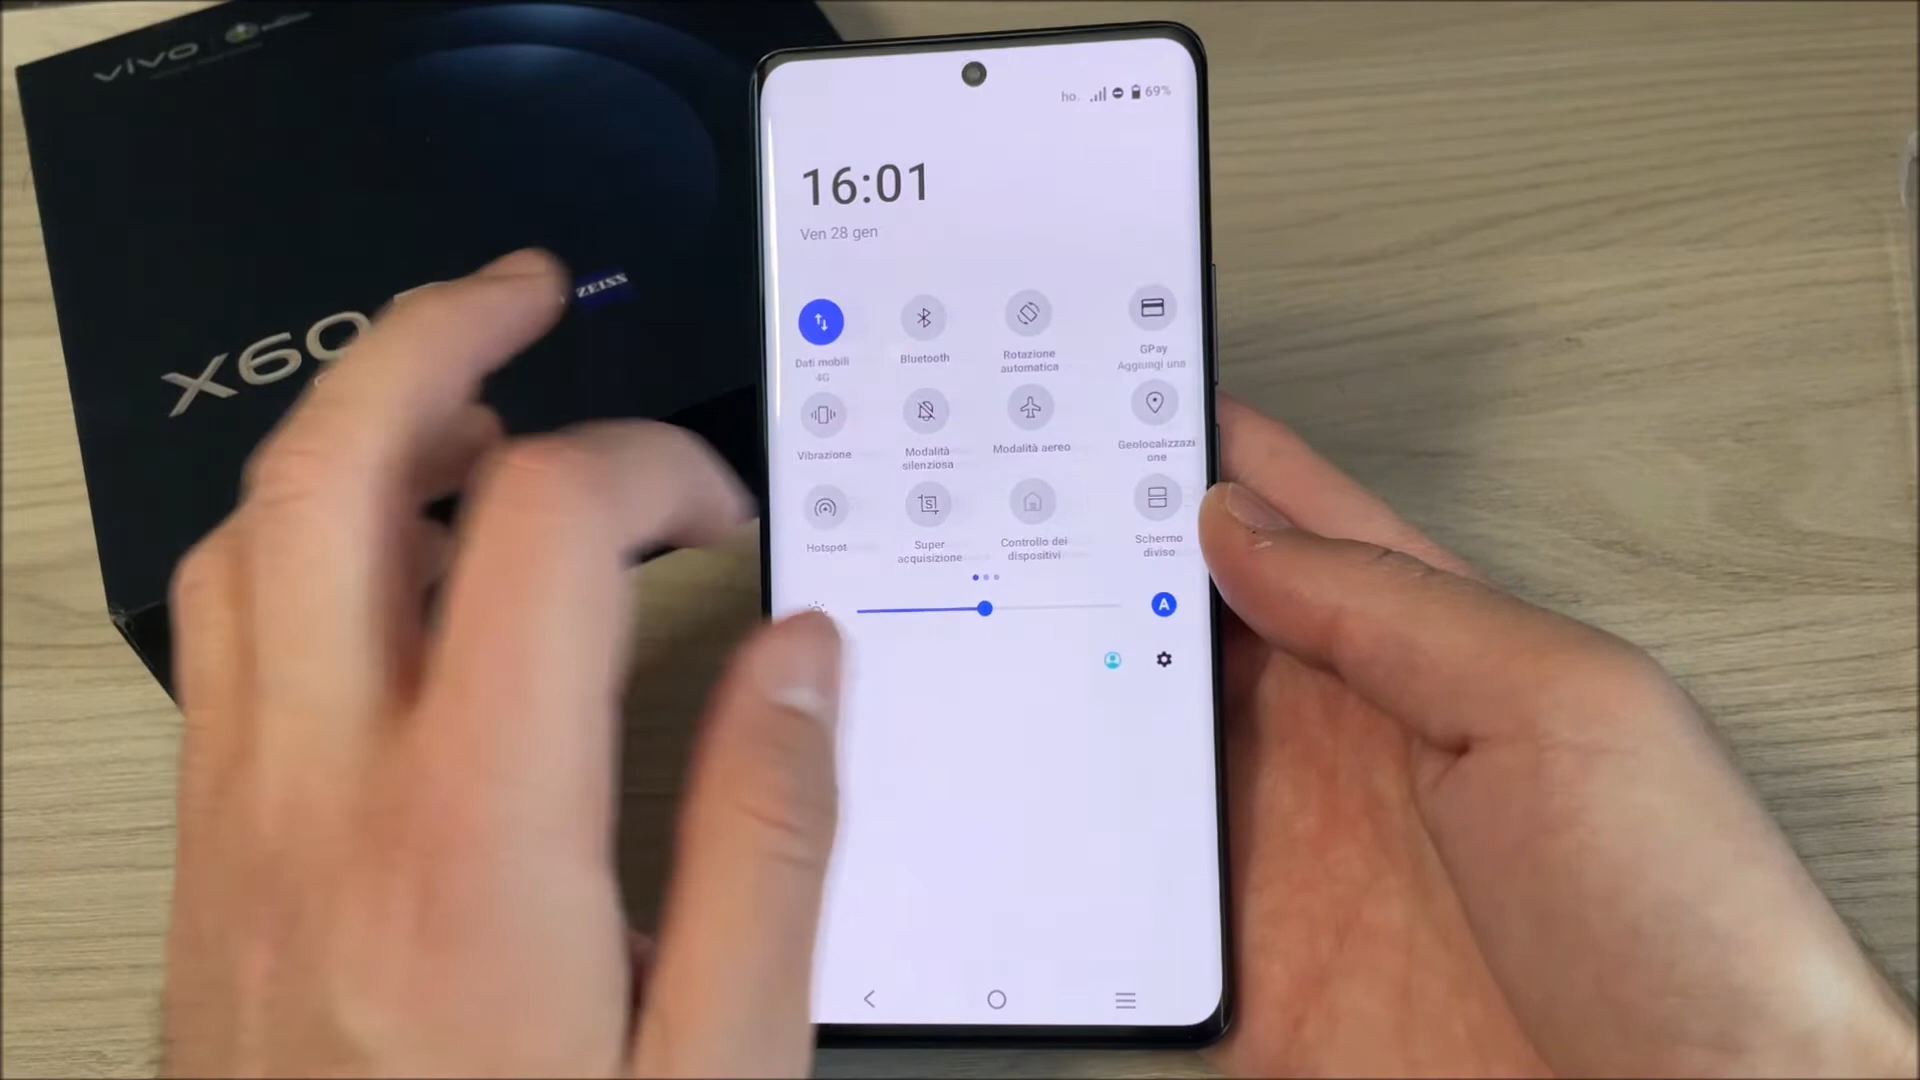 vivo
X60
ZEISS
ho. 69%
16:01
Ven 28 gen
Dati mobili
4G
Bluetooth
Rotazione
automatica
GPay
Aggiungi una
Vibrazione
Modalità
silenziosa
Modalità aereo
Geolocalizzazi
one
Hotspot
S
Super
acquisizione
Controllo dei
dispositivi
Schermo
diviso
A